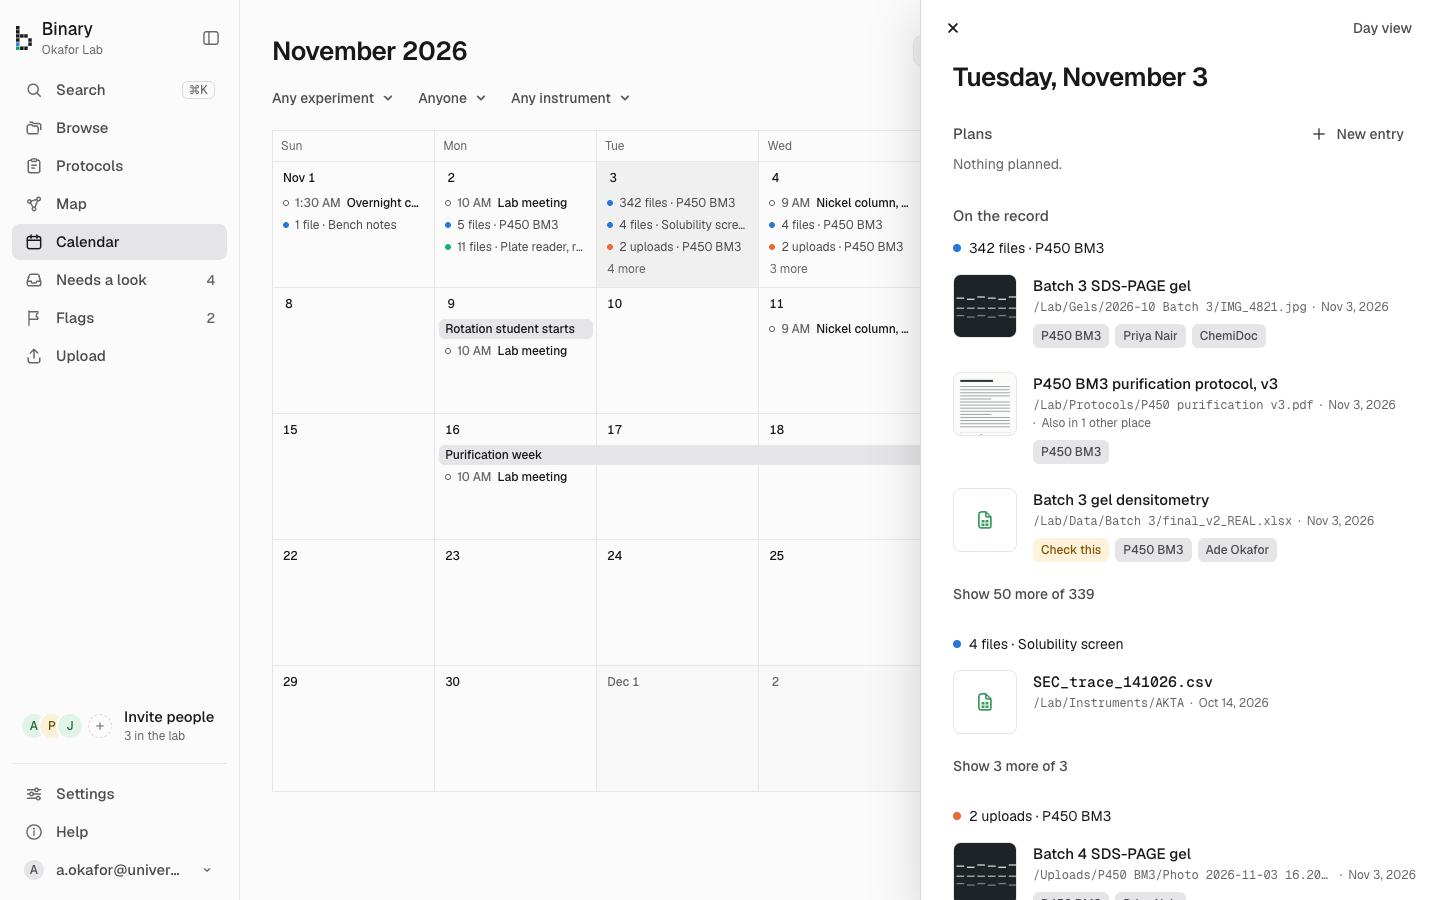 Binary
Okafor Lab
Search
⌘K
Browse
Protocols
Map
Calendar
Needs a look
4
Flags
2
Upload
A
P
J
Invite people
3 in the lab
Settings
Help
A
a.okafor@univer...
November 2026
Any experiment
Anyone
Any instrument
Sun
Mon
Tue
Wed
Nov 1
1:30 AM Overnight c...
1 file · Bench notes
2
10 AM Lab meeting
5 files · P450 BM3
11 files · Plate reader, r...
3
342 files · P450 BM3
4 files · Solubility scre...
2 uploads · P450 BM3
4 more
4
9 AM Nickel column, ...
4 files · P450 BM3
2 uploads · P450 BM3
3 more
8
9
Rotation student starts
10 AM Lab meeting
10
11
9 AM Nickel column, ...
15
16
Purification week
10 AM Lab meeting
17
18
22
23
24
25
29
30
Dec 1
2
Day view
Tuesday, November 3
Plans
New entry
Nothing planned.
On the record
342 files · P450 BM3
Batch 3 SDS-PAGE gel
/Lab/Gels/2026-10 Batch 3/IMG_4821.jpg · Nov 3, 2026
P450 BM3
Priya Nair
ChemiDoc
P450 BM3 purification protocol, v3
/Lab/Protocols/P450 purification v3.pdf · Nov 3, 2026
· Also in 1 other place
P450 BM3
Batch 3 gel densitometry
/Lab/Data/Batch 3/final_v2_REAL.xlsx · Nov 3, 2026
Check this
P450 BM3
Ade Okafor
Show 50 more of 339
4 files · Solubility screen
SEC_trace_141026.csv
/Lab/Instruments/AKTA · Oct 14, 2026
Show 3 more of 3
2 uploads · P450 BM3
Batch 4 SDS-PAGE gel
/Uploads/P450 BM3/Photo 2026-11-03 16.20... · Nov 3, 2026